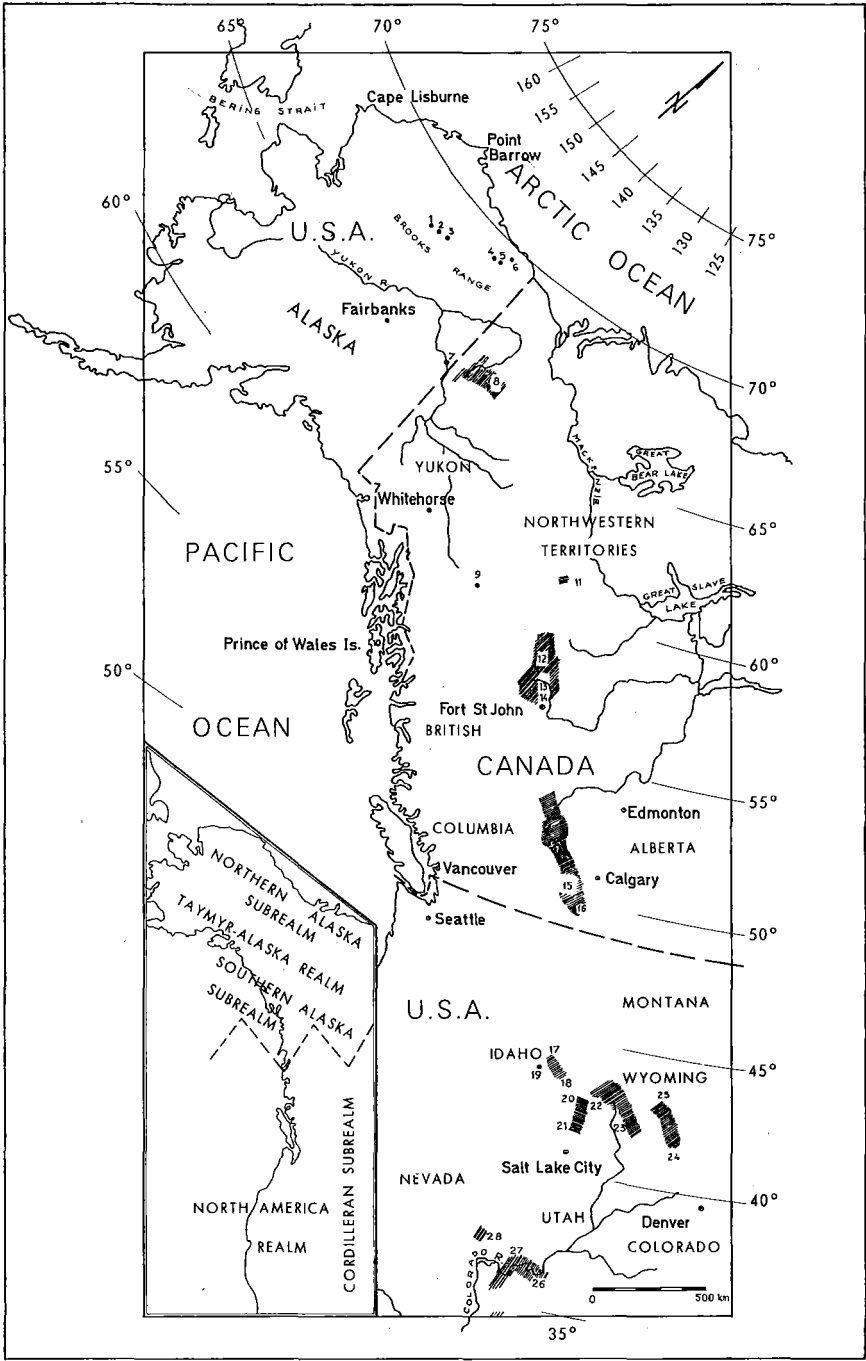 65°
70°
75°
BERING STRAIT
Cape Lisburne
Point
Barrow
ARCTIC OCEAN
N
160
155
150
145
140
135
130
125
75°
60°
U.S.A.
1
2
3
BROOKS
RANGE
4
5
6
YUKON R.
Fairbanks
ALASKA
7
8
70°
55°
YUKON
MACKENZIE
GREAT
BEAR LAKE
Whitehorse
65°
NORTHWESTERN
TERRITORIES
PACIFIC
9
11
GREAT SLAVE
LAKE
Prince of Wales Is.
10
12
60°
50°
13
14
Fort St John
OCEAN
BRITISH
CANADA
55°
Edmonton
COLUMBIA
ALBERTA
Vancouver
15
Calgary
16
Seattle
50°
NORTHERN ALASKA
SUBREALM
TAYMYR-ALASKA REALM
SOUTHERN ALASKA
SUBREALM
NORTH AMERICA
REALM
CORDILLERAN SUBREALM
U.S.A.
MONTANA
45°
IDAHO
17
19
18
WYOMING
20
22
25
21
23
24
Salt Lake City
NEVADA
40°
UTAH
Denver
COLORADO
28
27
COLORADO R.
26
0
500 km
35°